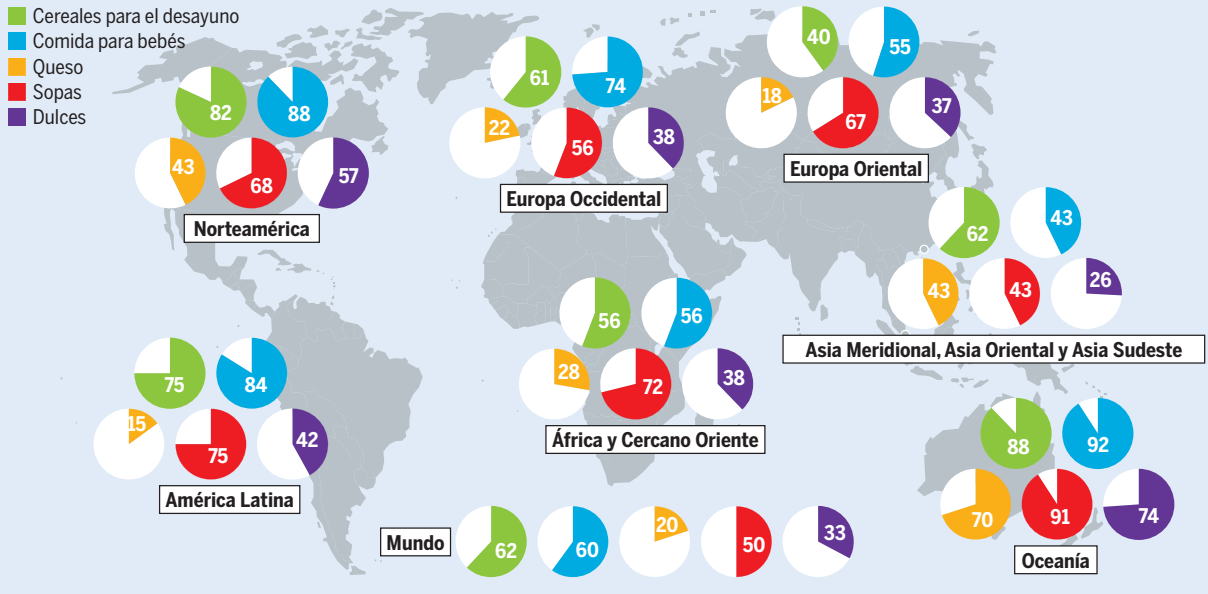 Cereales para el desayuno
Comida para bebés
Queso
Sopas
Dulces
82 88
43 68 57
Norteamérica
61 74
22 56 38
Europa Occidental
40 55
18 67 37
Europa Oriental
62 43
43 43 26
Asia Meridional, Asia Oriental y Asia Sudeste
56 56
28 72 38
África y Cercano Oriente
75 84
15 75 42
América Latina
88 92
70 91 74
Oceanía
Mundo 62 60 20 50 33